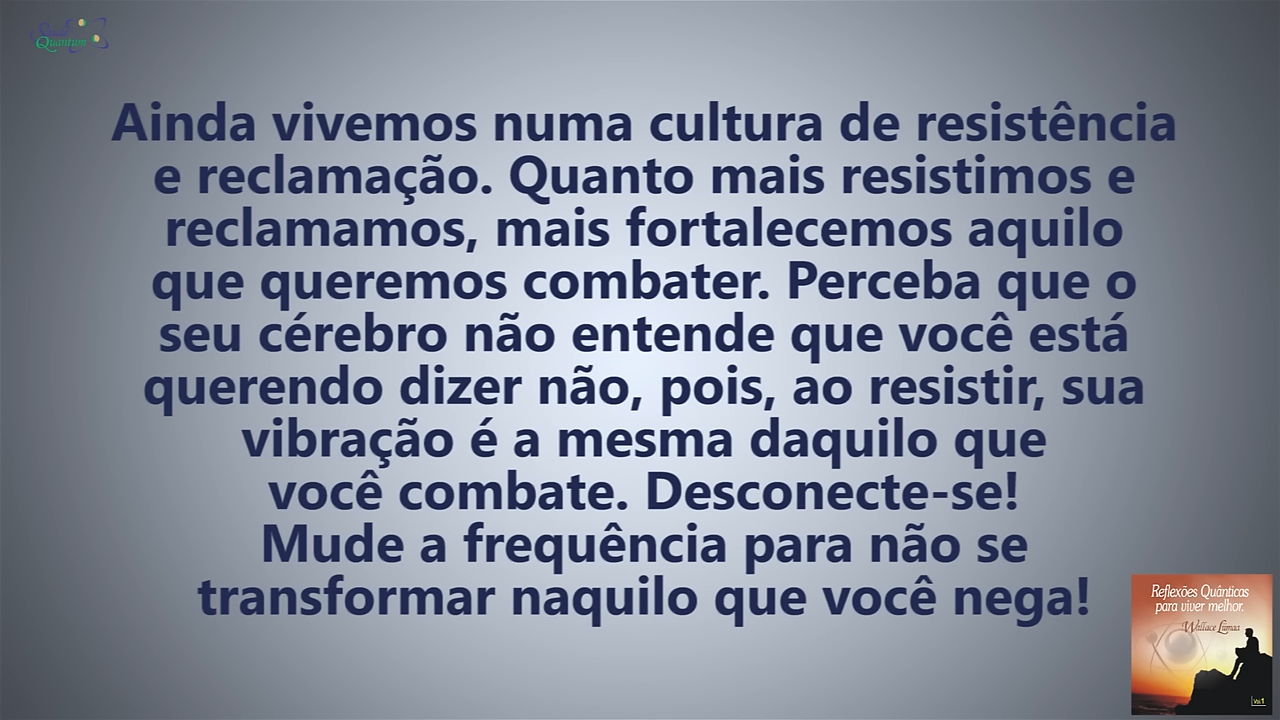 Quantum
Ainda vivemos numa cultura de resistência
e reclamação. Quanto mais resistimos e
reclamamos, mais fortalecemos aquilo
que queremos combater. Perceba que o
seu cérebro não entende que você está
querendo dizer não, pois, ao resistir, sua
vibração é a mesma daquilo que
você combate. Desconecte-se!
Mude a frequência para não se
transformar naquilo que você nega!
Reflexões Quânticas
para viver melhor.
Wallace
Vol.1